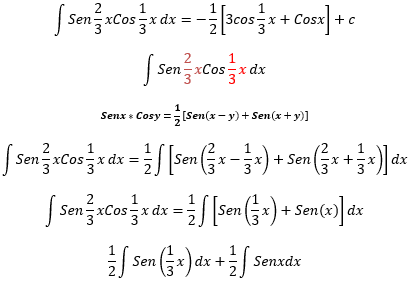 ∫ Sen 2/3 xCos 1/3 x dx = − 1/2 [3cos 1/3 x + Cosx] + c
∫ Sen 2/3 xCos 1/3 x dx
Senx ∗ Cosy = 1/2 [Sen(x − y) + Sen(x + y)]
∫ Sen 2/3 xCos 1/3 x dx = 1/2 ∫ [Sen (2/3 x − 1/3 x) + Sen (2/3 x + 1/3 x)] dx
∫ Sen 2/3 xCos 1/3 x dx = 1/2 ∫ [Sen (1/3 x) + Sen(x)] dx
1/2 ∫ Sen (1/3 x) dx + 1/2 ∫ Senxdx